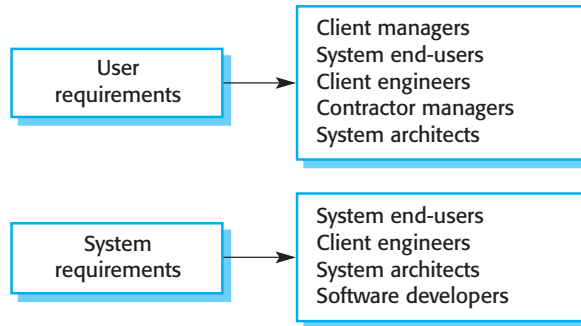 User
requirements
Client managers
System end-users
Client engineers
Contractor managers
System architects
System
requirements
System end-users
Client engineers
System architects
Software developers